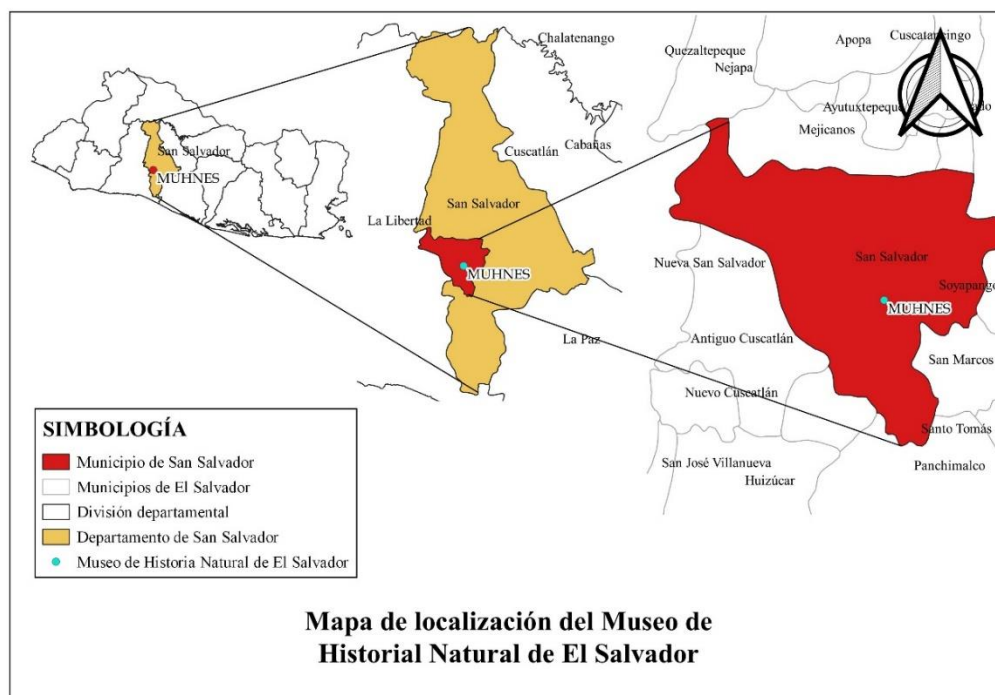 San Salvador
MUHNES
Chalatenango
Cuscatlán
Cabañas
San Salvador
La Libertad
MUHNES
La Paz
Quezaltepeque
Nejapa
Apopa
Ayutuxtepeque
Mejicanos
San Salvador
Nueva San Salvador
Soyapango
MUHNES
Antiguo Cuscatlán
San Marcos
Nuevo Cuscatlán
Santo Tomás
San José Villanueva
Huizúcar
Panchimalco
SIMBOLOGÍA
Municipio de San Salvador
Municipios de El Salvador
División departamental
Departamento de San Salvador
Museo de Historia Natural de El Salvador
Mapa de localización del Museo de
Historial Natural de El Salvador